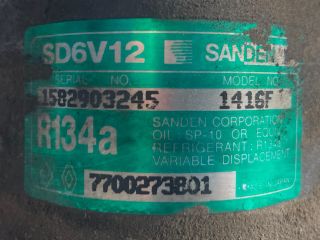 SD6V12 SANDEN
SERIAL NO. MODEL NO.
1582903245 1416F
R134a SANDEN CORPORATION
OIL: SP-10 OR EQUIV
REFRIGERANT: R134a
VARIABLE DISPLACEMENT
7700273801 JAPAN